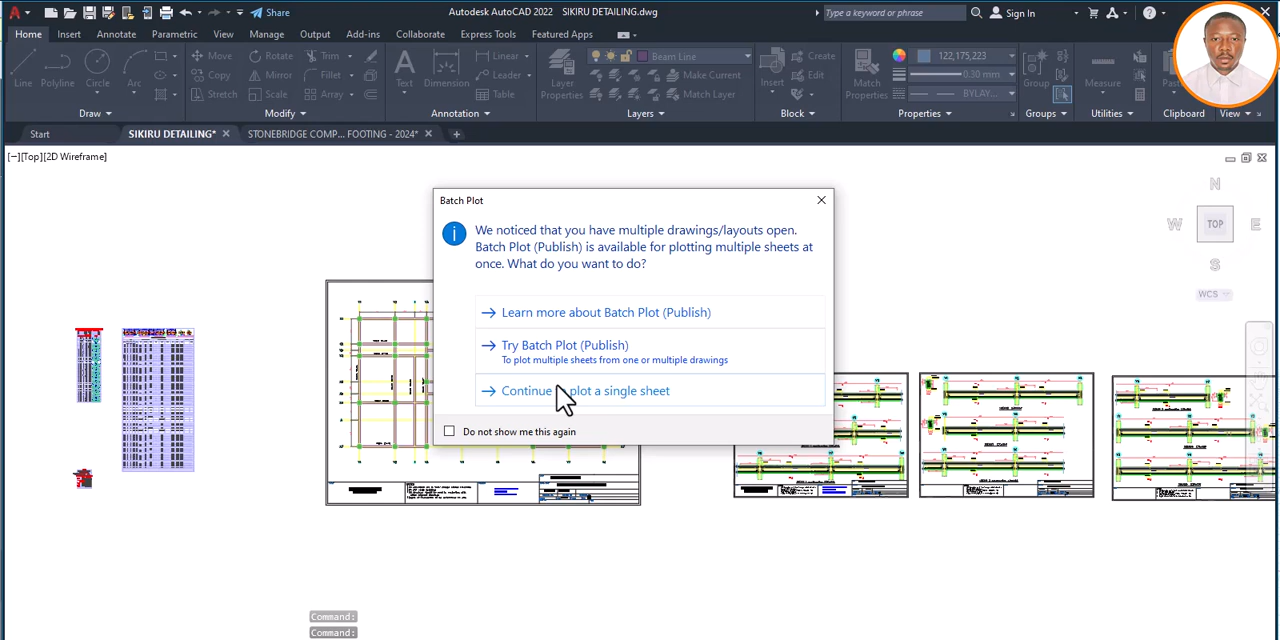 Share
Autodesk AutoCAD 2022 SIKIRU DETAILING.dwg
Type a keyword or phrase
Sign In
Home Insert Annotate Parametric View Manage Output Add-ins Collaborate Express Tools Featured Apps
Line Polyline Circle Arc
Move Rotate Trim
Copy Mirror Fillet
Stretch Scale Array
Text Dimension
Linear
Leader
Table
Layer Properties
Beam Line
Make Current
Match Layer
Insert
Create
Edit
Match Properties
122,175,223
0.30 mm
BYLAY...
Group
Measure
Draw Modify Annotation Layers Block Properties Groups Utilities Clipboard View
Start SIKIRU DETAILING* STONEBRIDGE COMP... FOOTING - 2024*
[−][Top][2D Wireframe]
N
W TOP E
S
WCS
Batch Plot
We noticed that you have multiple drawings/layouts open.
Batch Plot (Publish) is available for plotting multiple sheets at
once. What do you want to do?
Learn more about Batch Plot (Publish)
Try Batch Plot (Publish)
To plot multiple sheets from one or multiple drawings
Continue plot a single sheet
Do not show me this again
Command:
Command: